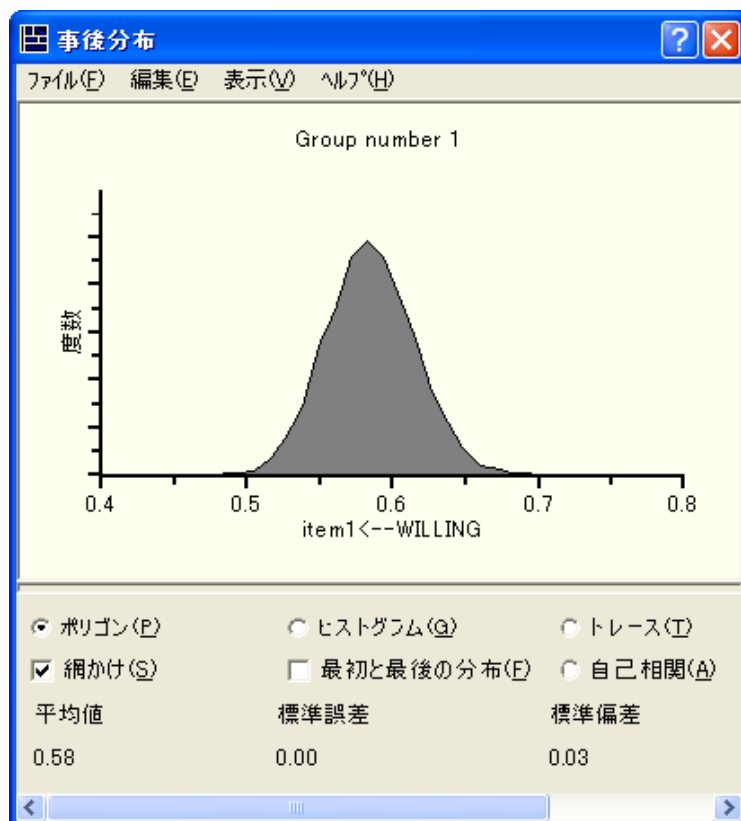 事後分布
ファイル(F) 編集(E) 表示(V) ヘルプ(H)
Group number 1
度数
0.4 0.5 0.6 0.7 0.8
item1<--WILLING
ポリゴン(P) ヒストグラム(G) トレース(T)
網かけ(S) 最初と最後の分布(F) 自己相関(A)
平均値 標準誤差 標準偏差
0.58 0.00 0.03